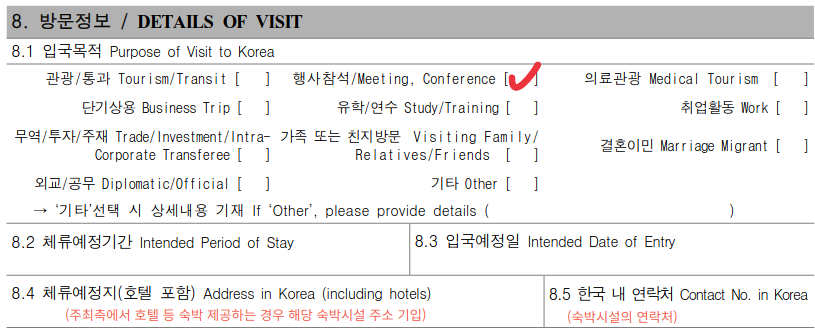 8. 방문정보 / DETAILS OF VISIT
8.1 입국목적 Purpose of Visit to Korea
관광/통과 Tourism/Transit [ ] 행사참석/Meeting, Conference [✓ ] 의료관광 Medical Tourism [ ]
단기상용 Business Trip [ ] 유학/연수 Study/Training [ ] 취업활동 Work [ ]
무역/투자/주재 Trade/Investment/Intra- 가족 또는 친지방문 Visiting Family/
Corporate Transferee [ ] Relatives/Friends [ ] 결혼이민 Marriage Migrant [ ]
외교/공무 Diplomatic/Official [ ] 기타 Other [ ]
→ ‘기타’선택 시 상세내용 기재 If ‘Other’, please provide details ( )
8.2 체류예정기간 Intended Period of Stay 8.3 입국예정일 Intended Date of Entry
8.4 체류예정지(호텔 포함) Address in Korea (including hotels) 8.5 한국 내 연락처 Contact No. in Korea
(주최측에서 호텔 등 숙박 제공하는 경우 해당 숙박시설 주소 기입) (숙박시설의 연락처)